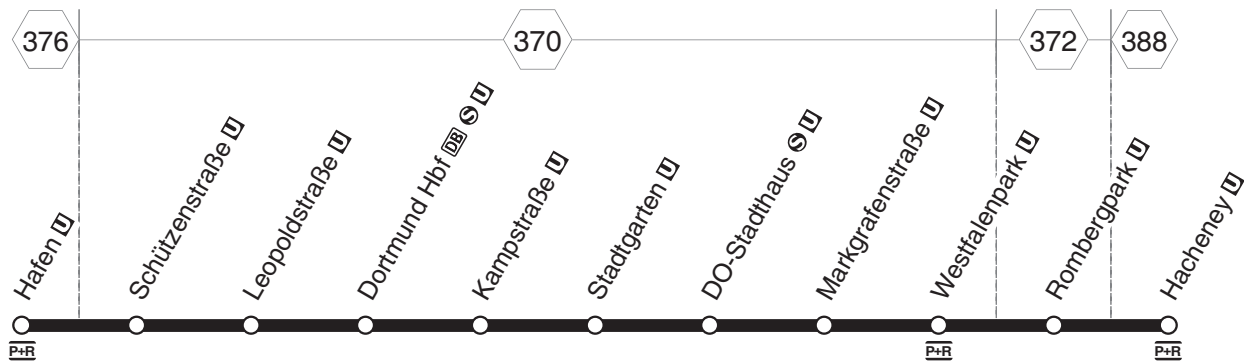 376 370 372 388
Hafen U
Schützenstraße U
Leopoldstraße U
Dortmund Hbf DB S U
Kampstraße U
Stadtgarten U
DO-Stadthaus S U
Markgrafenstraße U
Westfalenpark U
Rombergpark U
Hacheney U
P+R P+R P+R